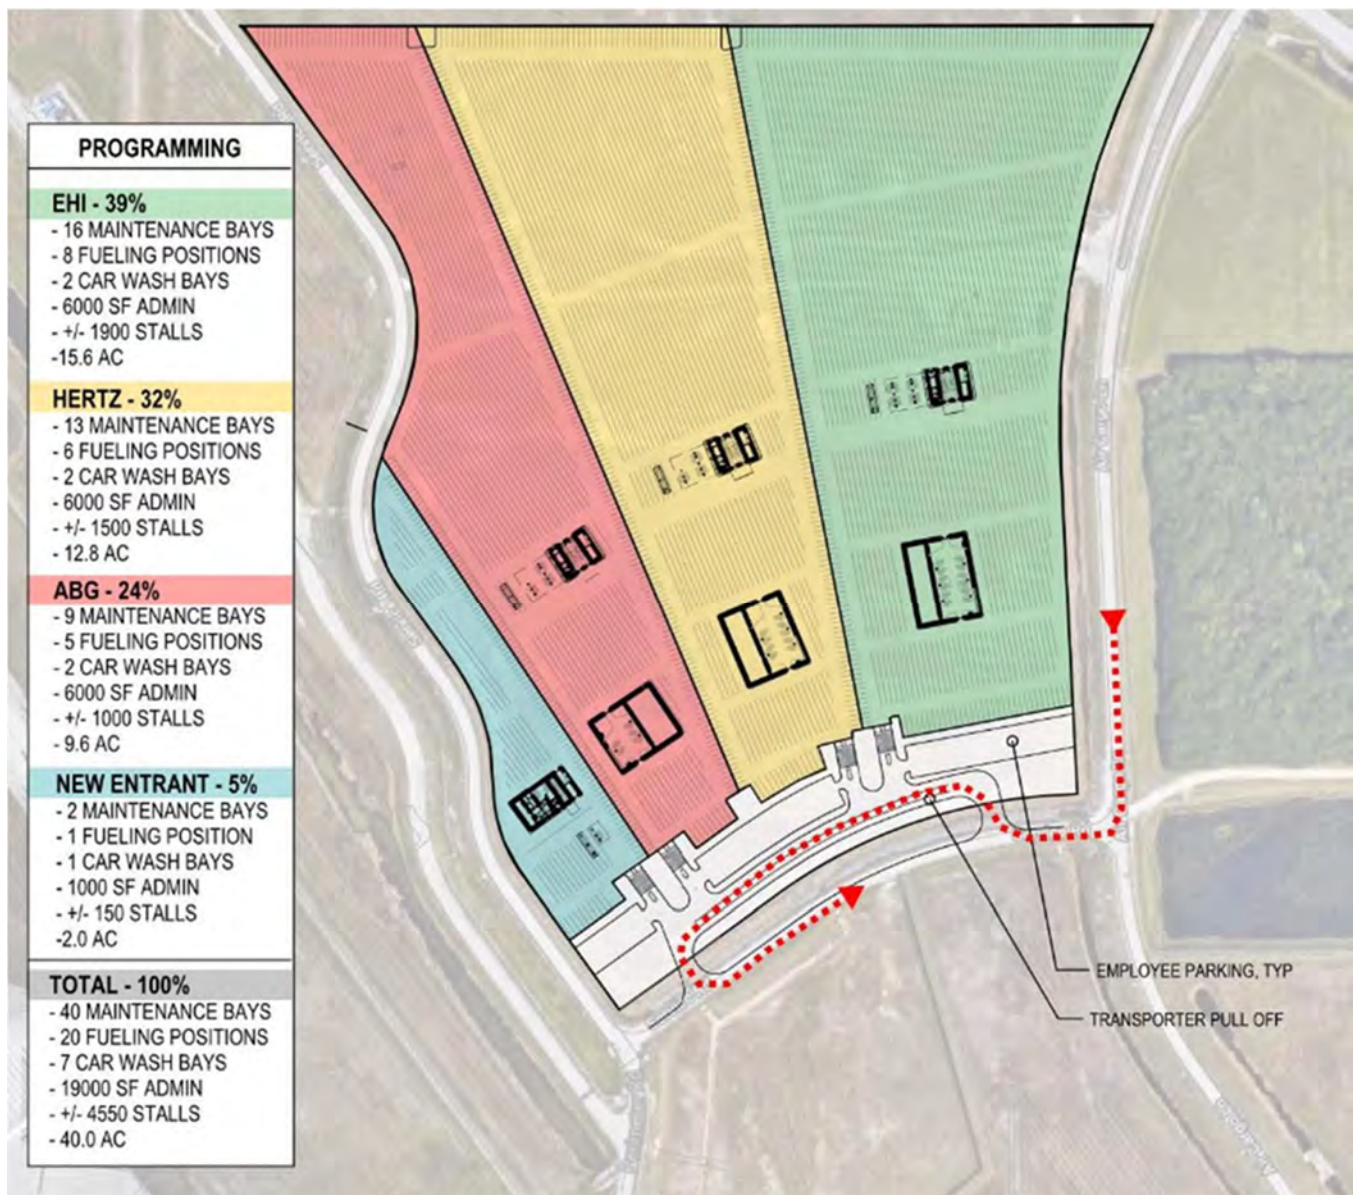 PROGRAMMING
EHI - 39%
- 16 MAINTENANCE BAYS
- 8 FUELING POSITIONS
- 2 CAR WASH BAYS
- 6000 SF ADMIN
- +/- 1900 STALLS
-15.6 AC
HERTZ - 32%
- 13 MAINTENANCE BAYS
- 6 FUELING POSITIONS
- 2 CAR WASH BAYS
- 6000 SF ADMIN
- +/- 1500 STALLS
- 12.8 AC
ABG - 24%
- 9 MAINTENANCE BAYS
- 5 FUELING POSITIONS
- 2 CAR WASH BAYS
- 6000 SF ADMIN
- +/- 1000 STALLS
- 9.6 AC
NEW ENTRANT - 5%
- 2 MAINTENANCE BAYS
- 1 FUELING POSITION
- 1 CAR WASH BAYS
- 1000 SF ADMIN
- +/- 150 STALLS
-2.0 AC
TOTAL - 100%
- 40 MAINTENANCE BAYS
- 20 FUELING POSITIONS
- 7 CAR WASH BAYS
- 19000 SF ADMIN
- +/- 4550 STALLS
- 40.0 AC
EMPLOYEE PARKING, TYP
TRANSPORTER PULL OFF